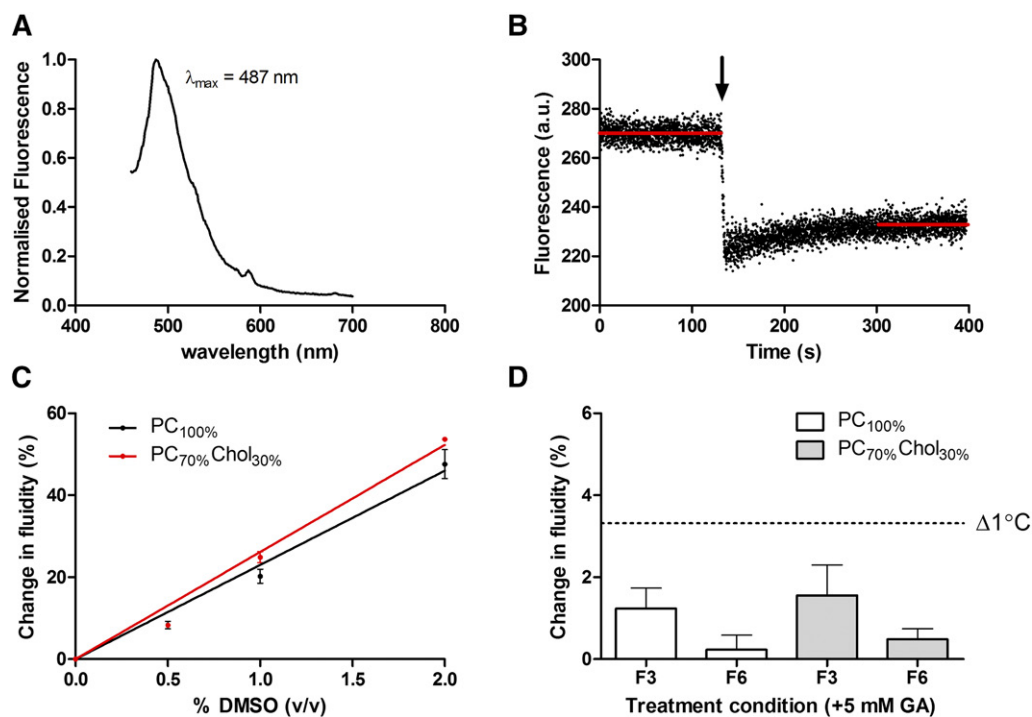 A
Normalised Fluorescence
1.0
0.8
0.6
0.4
0.2
0.0
λmax = 487 nm
400 500 600 700 800
wavelength (nm)
B
Fluorescence (a.u.)
300
280
260
240
220
200
0 100 200 300 400
Time (s)
C
Change in fluidity (%)
60
40
20
0
PC100%
PC70%Chol30%
0.0 0.5 1.0 1.5 2.0
% DMSO (v/v)
D
Change in fluidity (%)
6
4
2
0
PC100%
PC70%Chol30%
Δ1°C
F3 F6 F3 F6
Treatment condition (+5 mM GA)